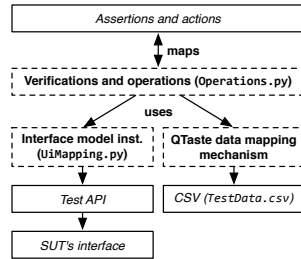 Assertions and actions
maps
Verifications and operations (Operations.py)
uses
Interface model inst.
(UiMapping.py)
QTaste data mapping
mechanism
Test API
CSV (TestData.csv)
SUT's interface